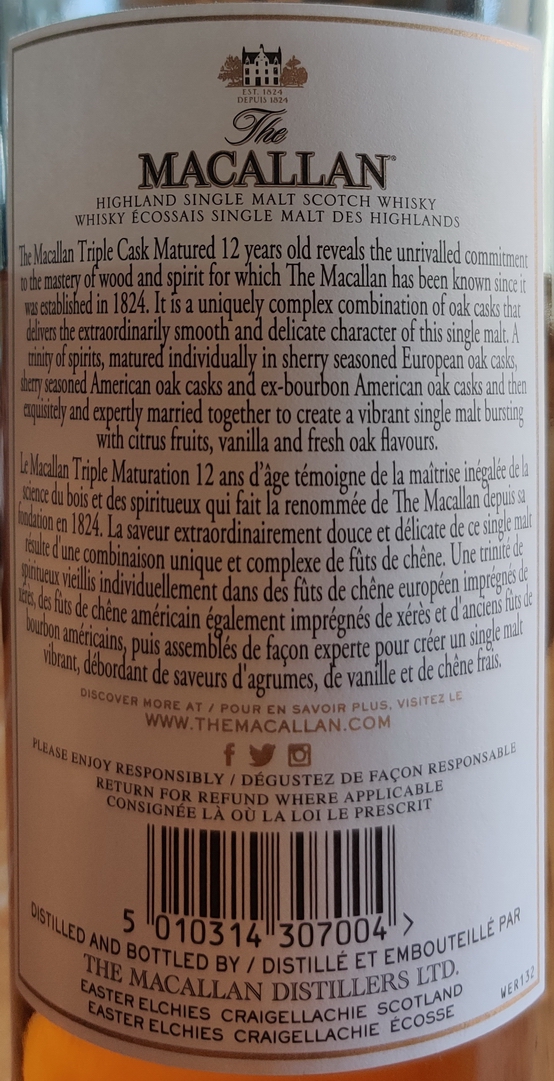 EST. 1824
DEPUIS 1824
The
MACALLAN®
HIGHLAND SINGLE MALT SCOTCH WHISKY
WHISKY ÉCOSSAIS SINGLE MALT DES HIGHLANDS
The Macallan Triple Cask Matured 12 years old reveals the unrivalled commitment
to the mastery of wood and spirit for which The Macallan has been known since it
was established in 1824. It is a uniquely complex combination of oak casks that
delivers the extraordinarily smooth and delicate character of this single malt. A
trinity of spirits, matured individually in sherry seasoned European oak casks,
sherry seasoned American oak casks and ex-bourbon American oak casks and then
exquisitely and expertly married together to create a vibrant single malt bursting
with citrus fruits, vanilla and fresh oak flavours.
Le Macallan Triple Maturation 12 ans d'âge témoigne de la maîtrise inégalée de la
science du bois et des spiritueux qui fait la renommée de The Macallan depuis sa
fondation en 1824. La saveur extraordinairement douce et délicate de ce single malt
résulte d'une combinaison unique et complexe de fûts de chêne. Une trinité de
spiritueux vieillis individuellement dans des fûts de chêne européen imprégnés de
xérès, des fûts de chêne américain également imprégnés de xérès et d'anciens fûts de
bourbon américains, puis assemblés de façon experte pour créer un single malt
vibrant, débordant de saveurs d'agrumes, de vanille et de chêne frais.
DISCOVER MORE AT / POUR EN SAVOIR PLUS, VISITEZ LE
WWW.THEMACALLAN.COM
PLEASE ENJOY RESPONSIBLY / DÉGUSTEZ DE FAÇON RESPONSABLE
RETURN FOR REFUND WHERE APPLICABLE
CONSIGNÉE LÀ OÙ LA LOI LE PRESCRIT
5 010314 307004 >
DISTILLED AND BOTTLED BY / DISTILLÉ ET EMBOUTEILLÉ PAR
THE MACALLAN DISTILLERS LTD.
EASTER ELCHIES CRAIGELLACHIE SCOTLAND
EASTER ELCHIES CRAIGELLACHIE ÉCOSSE
WER132